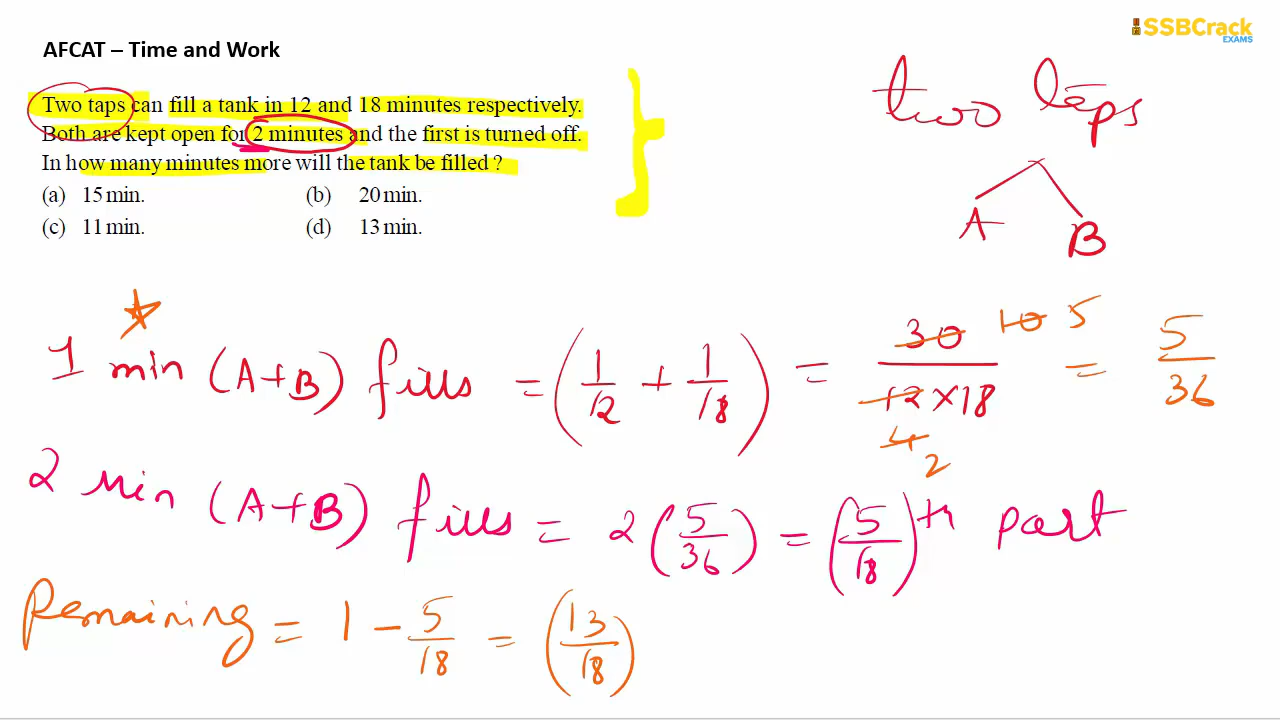 SSBCrack
EXAMS
AFCAT – Time and Work
Two taps can fill a tank in 12 and 18 minutes respectively.
Both are kept open for 2 minutes and the first is turned off.
In how many minutes more will the tank be filled ?
(a) 15 min. (b) 20 min.
(c) 11 min. (d) 13 min.
two taps
A B
1 min (A+B) fills = (1/12 + 1/18) = 30/12×18 10 5 4 2 = 5/36
2 Min (A+B) fills = 2(5/36) = (5/18)th part
Remaining = 1 - 5/18 = (13/18)